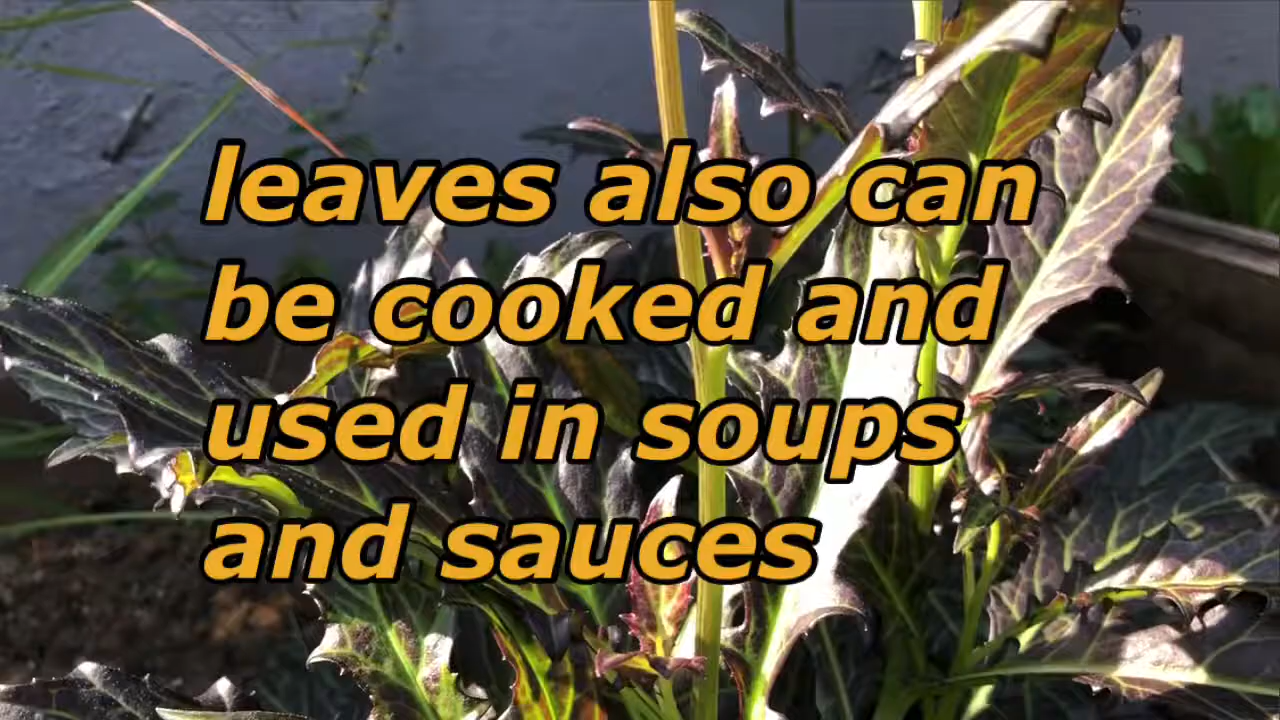 leaves also can
be cooked and
used in soups
and sauces